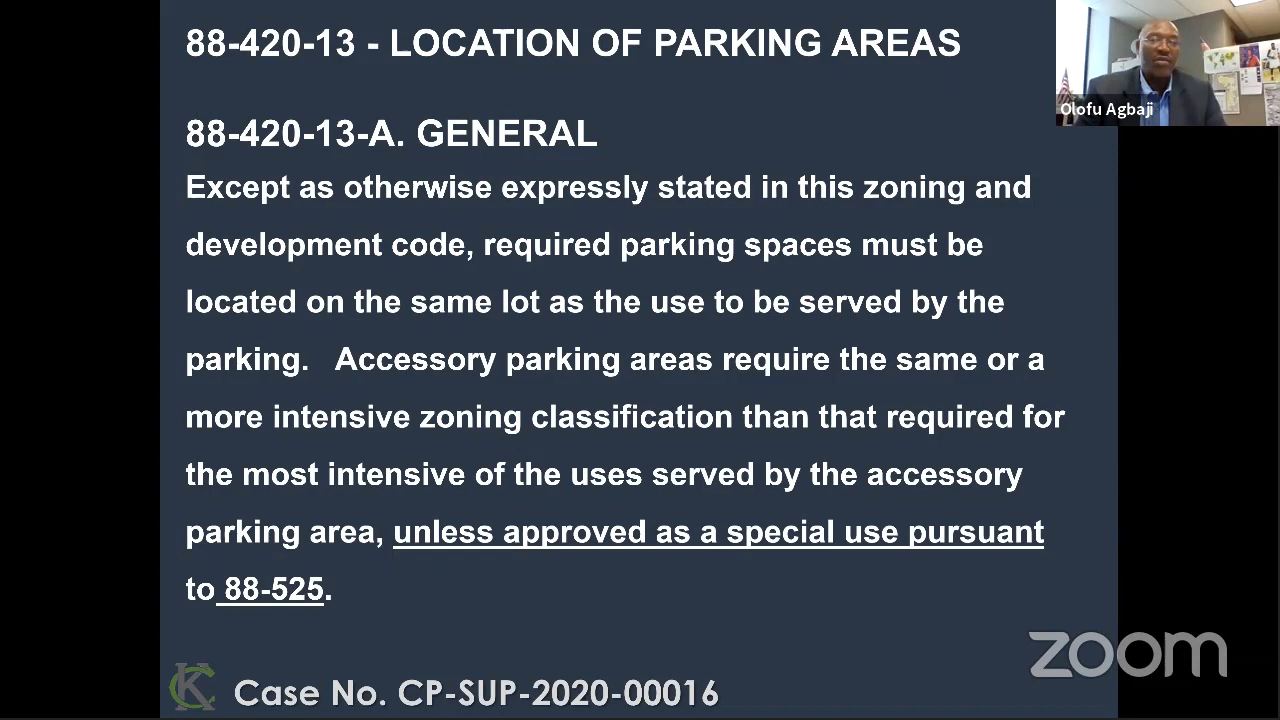 88-420-13 - LOCATION OF PARKING AREAS
Olofu Agbaji
88-420-13-A. GENERAL
Except as otherwise expressly stated in this zoning and
development code, required parking spaces must be
located on the same lot as the use to be served by the
parking.   Accessory parking areas require the same or a
more intensive zoning classification than that required for
the most intensive of the uses served by the accessory
parking area, unless approved as a special use pursuant
to 88-525.
zoom
KC Case No. CP-SUP-2020-00016